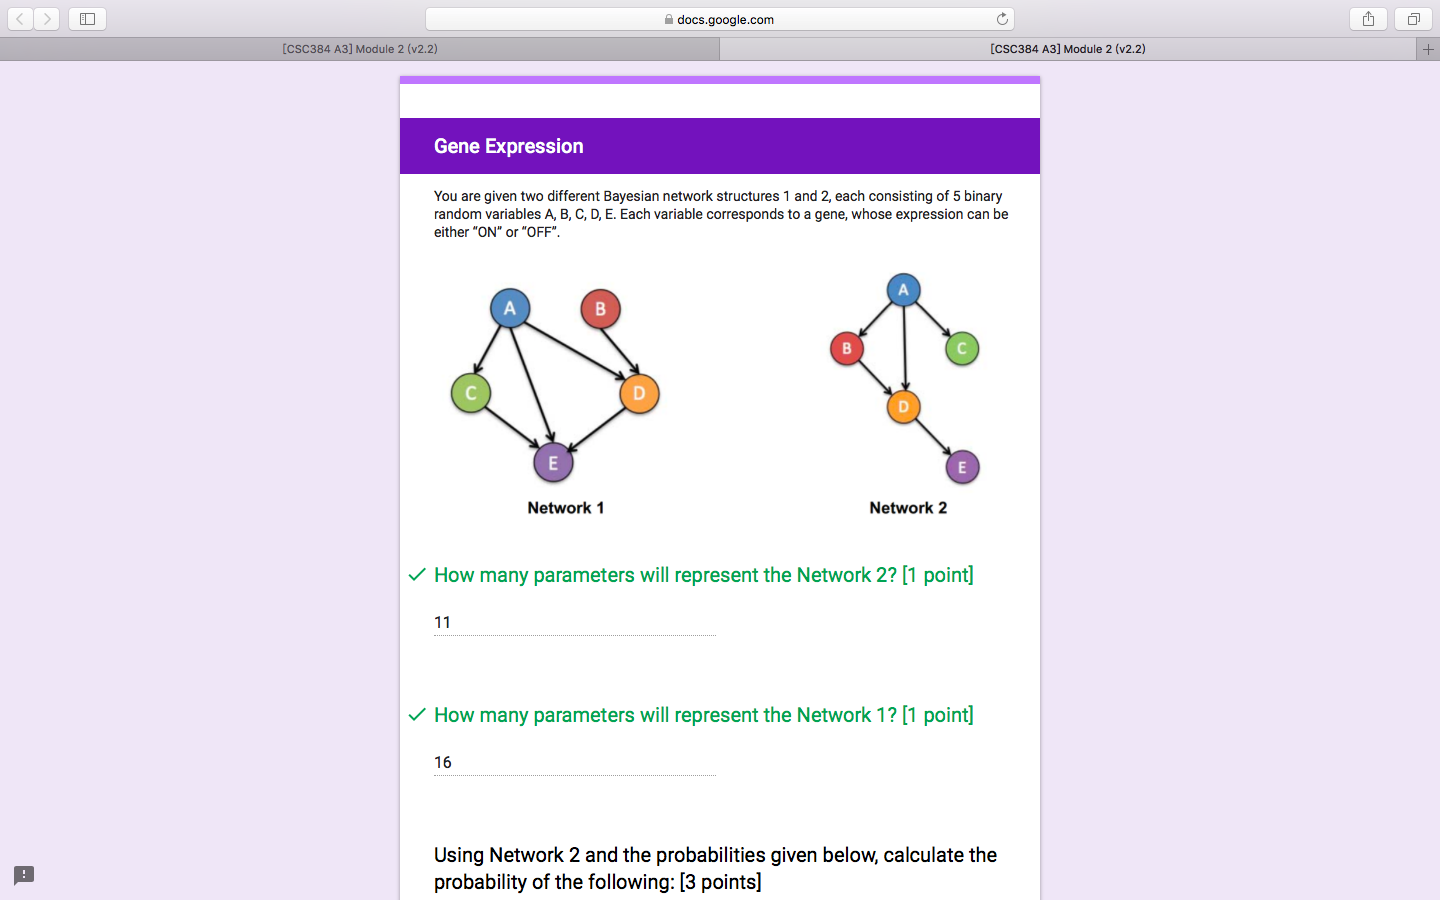 docs.google.com
[CSC384 A3] Module 2 (v2.2)
[CSC384 A3] Module 2 (v2.2)
Gene Expression
You are given two different Bayesian network structures 1 and 2, each consisting of 5 binary
random variables A, B, C, D, E. Each variable corresponds to a gene, whose expression can be
either “ON” or “OFF”.
A
B
C
D
E
Network 1
A
B
C
D
E
Network 2
How many parameters will represent the Network 2? [1 point]
11
How many parameters will represent the Network 1? [1 point]
16
Using Network 2 and the probabilities given below, calculate the
probability of the following: [3 points]